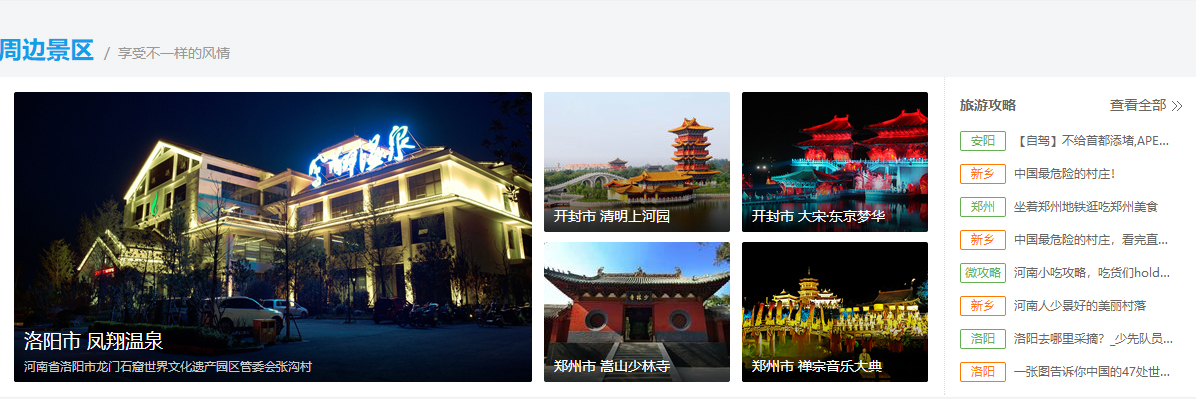 周边景区 / 享受不一样的风情
洛阳市 凤翔温泉
河南省洛阳市龙门石窟世界文化遗产园区管委会张沟村
开封市 清明上河园
开封市 大宋·东京梦华
郑州市 嵩山少林寺
郑州市 禅宗音乐大典
旅游攻略 查看全部
安阳 【自驾】不给首都添堵,APE...
新乡 中国最危险的村庄！
郑州 坐着郑州地铁逛吃郑州美食
新乡 中国最危险的村庄，看完直...
微攻略 河南小吃攻略，吃货们hold...
新乡 河南人少景好的美丽村落
洛阳 洛阳去哪里采摘？_少先队员...
洛阳 一张图告诉你中国的47处世...